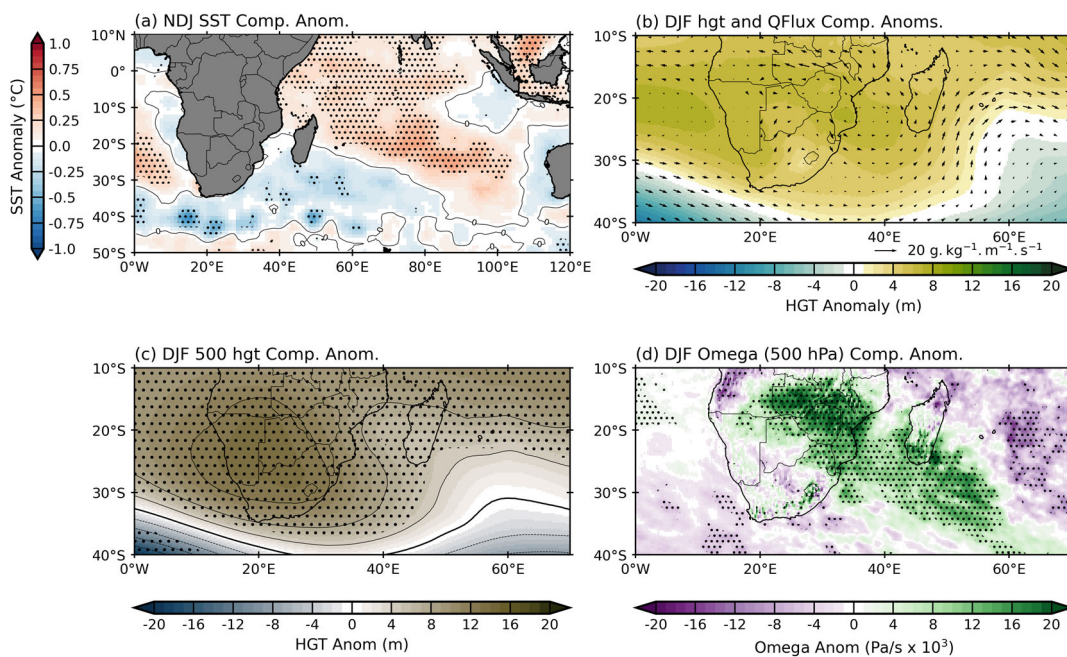 (a) NDJ SST Comp. Anom.
SST Anomaly (°C)
1.0
0.75
0.5
0.25
0.0
-0.25
-0.5
-0.75
-1.0
10°N
0°
10°S
20°S
30°S
40°S
50°S
0°W 20°E 40°E 60°E 80°E 100°E 120°E
0
0
0
0
0
(b) DJF hgt and QFlux Comp. Anoms.
10°S
20°S
30°S
40°S
0°W 20°E 40°E
20 g.kg⁻¹.m⁻¹.s⁻¹
-20 -16 -12 -8 -4 0 4 8 12 16 20
HGT Anomaly (m)
(c) DJF 500 hgt Comp. Anom.
10°S
20°S
30°S
40°S
0°W 20°E 40°E 60°E
-20 -16 -12 -8 -4 0 4 8 12 16 20
HGT Anom (m)
(d) DJF Omega (500 hPa) Comp. Anom.
10°S
20°S
30°S
40°S
0°W 20°E 40°E 60°E
-20 -16 -12 -8 -4 0 4 8 12 16 20
Omega Anom (Pa/s x 10³)